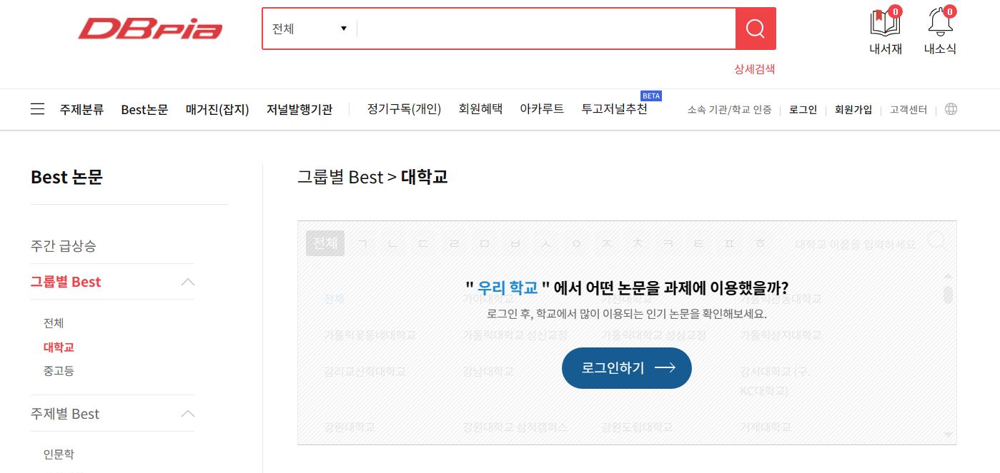 DBpia
전체
0
0
내서재
내소식
상세검색
BETA
주제분류 Best논문 매거진(잡지) 저널발행기관 정기구독(개인) 회원혜택 아카루트 투고저널추천 소속 기관/학교 인증 로그인 회원가입 고객센터
Best 논문
주간 급상승
그룹별 Best
전체
대학교
중고등
주제별 Best
인문학
그룹별 Best > 대학교
전체 ㄱ ㄴ ㄷ ㄹ ㅁ ㅂ ㅅ ㅇ ㅈ ㅊ ㅋ ㅌ ㅍ ㅎ 대학교 이름을 입력하세요
" 우리 학교 " 에서 어떤 논문을 과제에 이용했을까?
전체 가야대학교 가천대학교 가톨릭관동대학교
로그인 후, 학교에서 많이 이용되는 인기 논문을 확인해보세요.
가톨릭꽃동네대학교 가톨릭대학교 성신교정 가톨릭대학교 성심교정 가톨릭상지대학교
로그인하기
감리교신학대학교 강남대학교 강서대학교 (구. KC대학교)
강원대학교 강원대학교 삼척캠퍼스 강원도립대학교 거제대학교